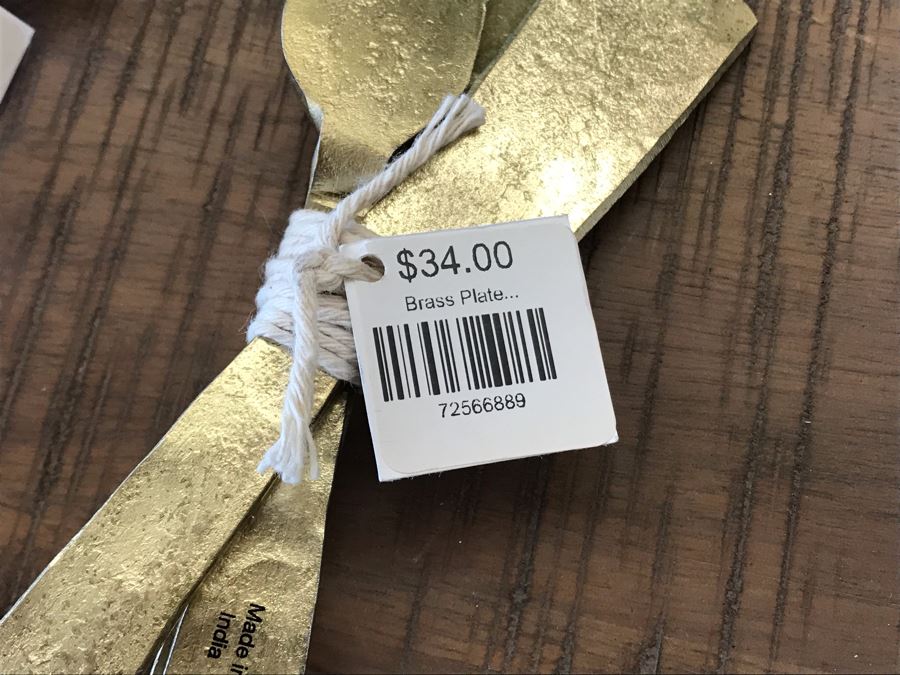 $34.00
Brass Plate...
72566889
Made in
India